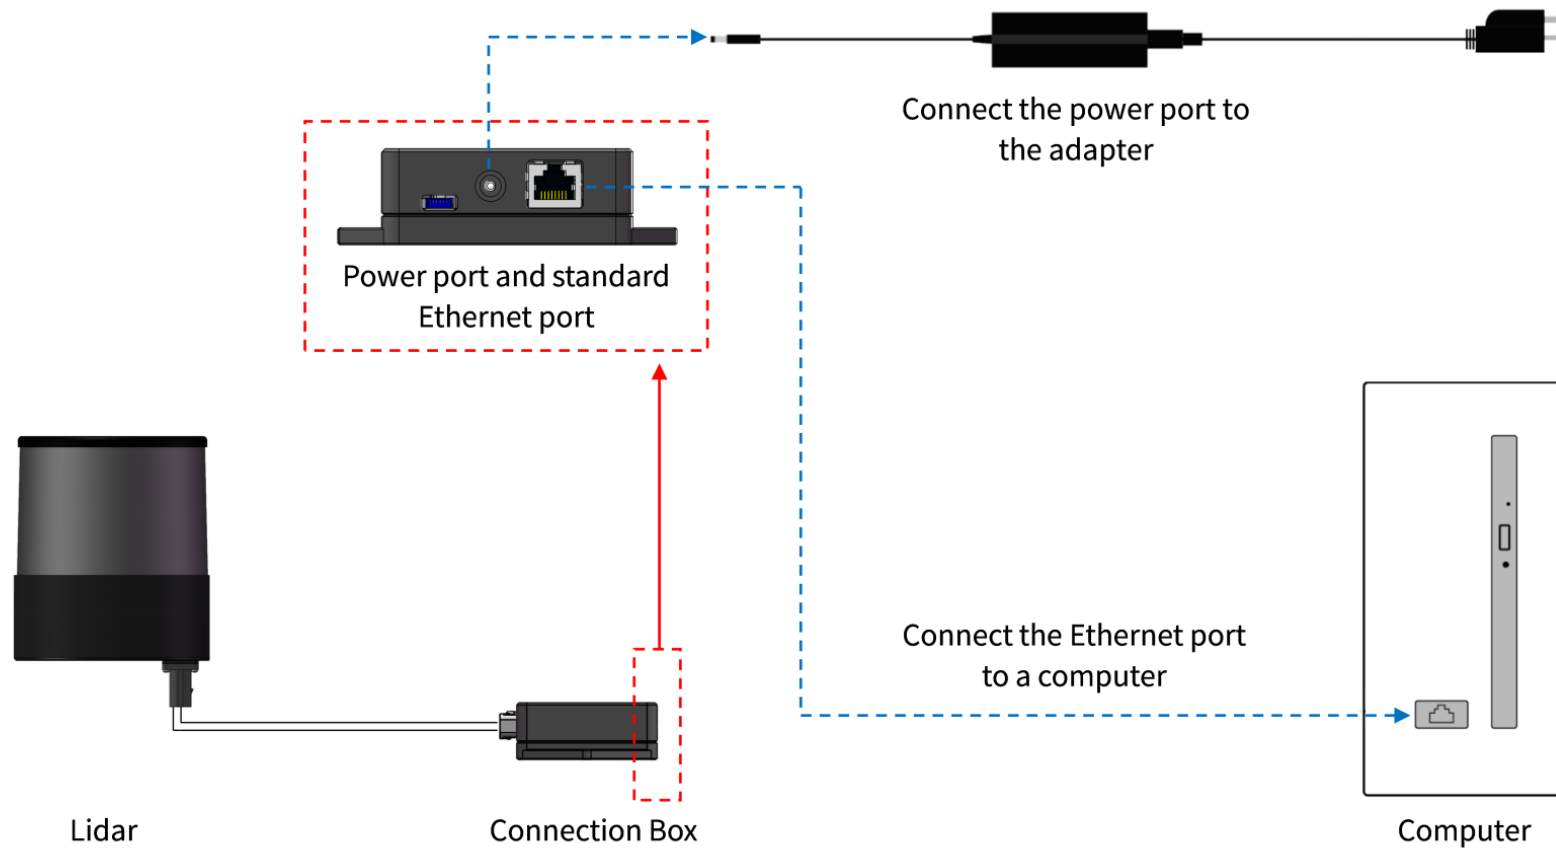 Connect the power port to
the adapter
Power port and standard
Ethernet port
Connect the Ethernet port
to a computer
Lidar
Connection Box
Computer